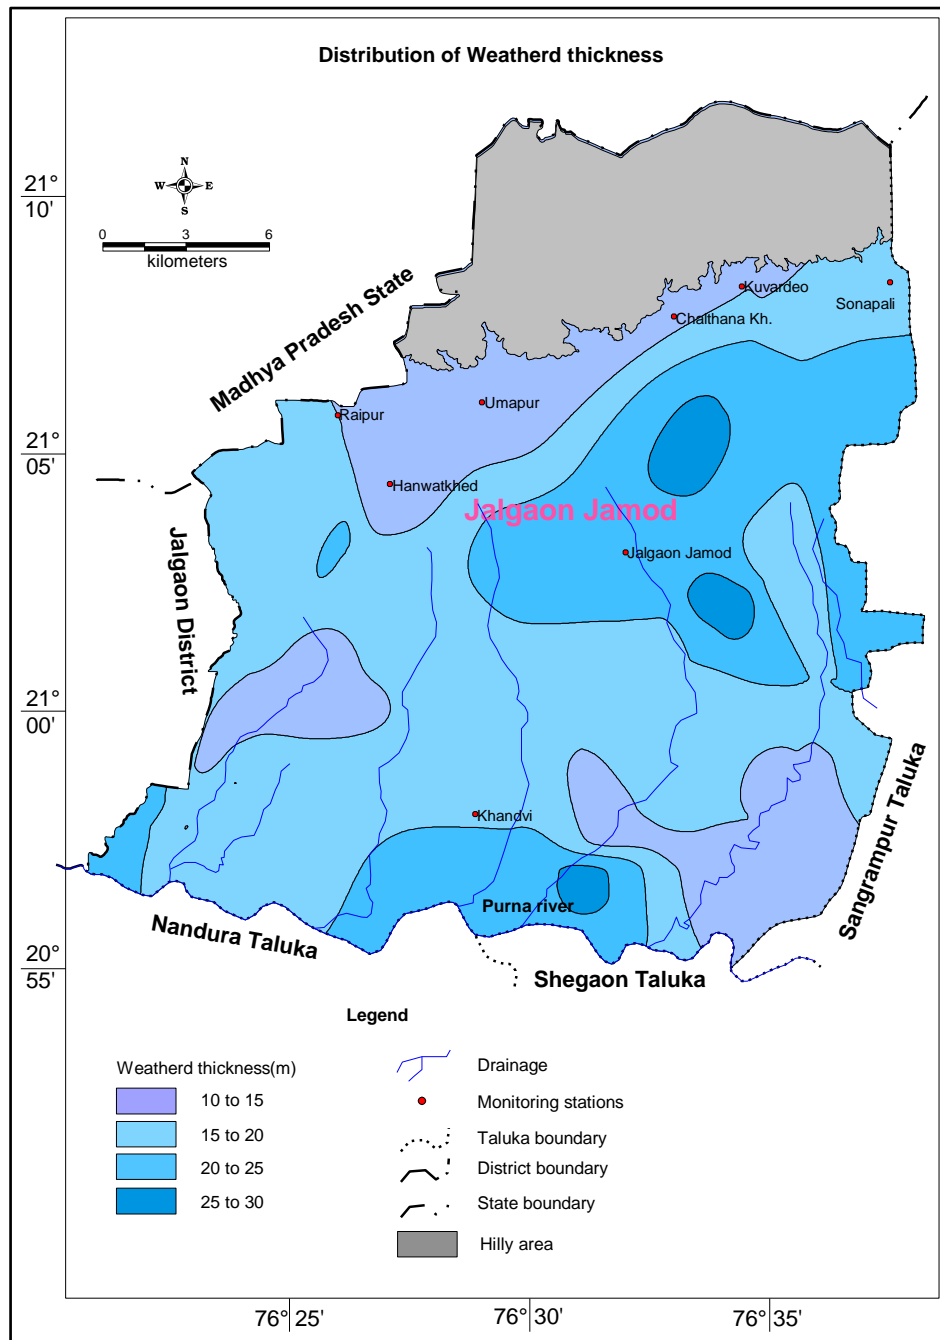 Distribution of Weatherd thickness
N
W E
S
21°
10'
0 3 6
kilometers
Madhya Pradesh State
Kuvardeo
Sonapali
Chalthana Kh.
Umapur
Raipur
21°
05'
Hanwatkhed
Jalgaon Jamod
Jalgaon Jamod
Jalgaon District
21°
00'
Khandvi
Sangrampur Taluka
Purna river
Nandura Taluka
20°
55'
Shegaon Taluka
Legend
Weatherd thickness(m)
10 to 15
15 to 20
20 to 25
25 to 30
Drainage
Monitoring stations
Taluka boundary
District boundary
State boundary
Hilly area
76° 25' 76° 30' 76° 35'